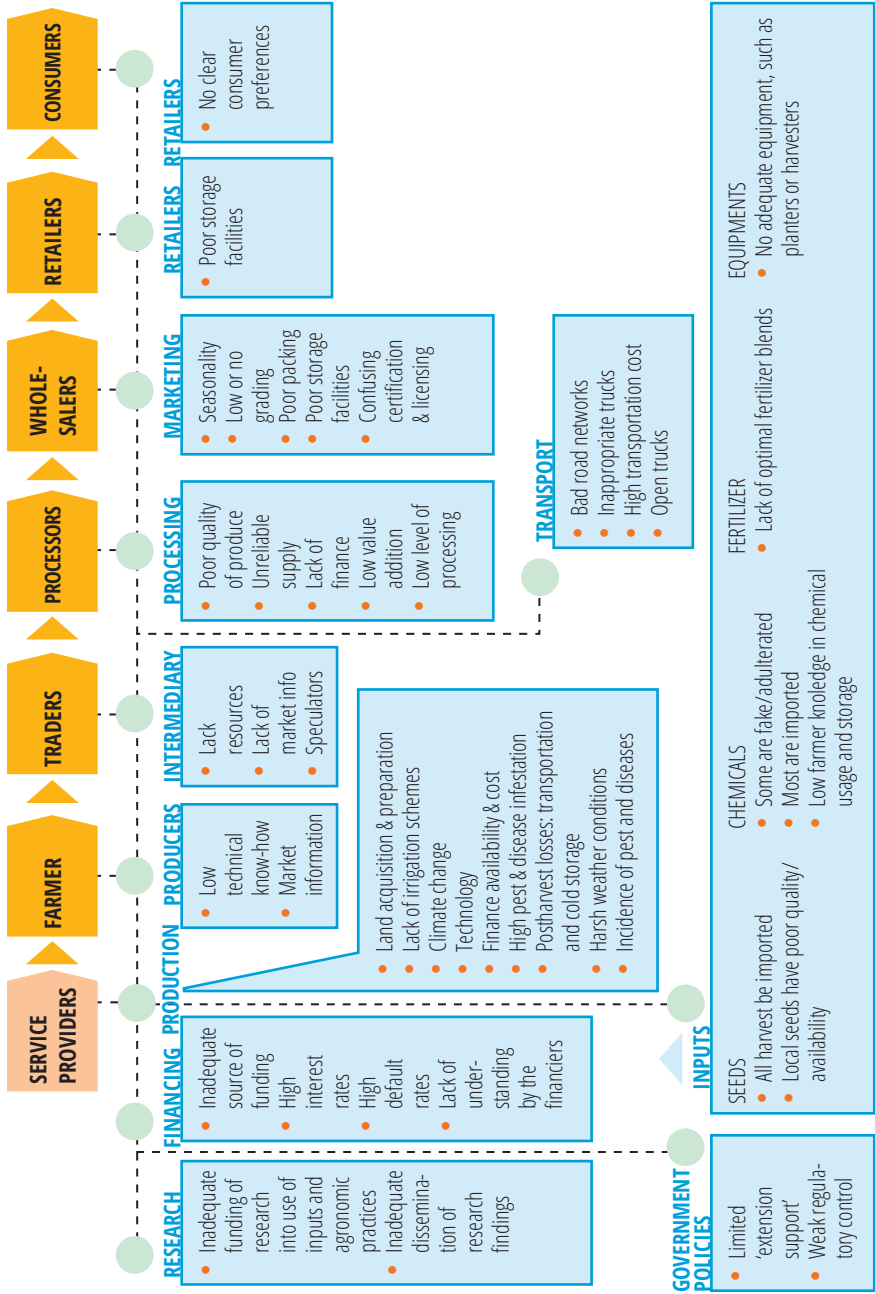 SERVICE
PROVIDERS
FARMER
TRADERS
PROCESSORS
WHOLE-
SALERS
RETAILERS
CONSUMERS
RESEARCH
• Inadequate
funding of
research
into use of
inputs and
agronomic
practices
• Inadequate
dissemina-
tion of
research
findings
FINANCING
• Inadequate
source of
funding
• High
interest
rates
• High
default
rates
• Lack of
under-
standing
by the
financiers
PRODUCTION
• Land acquisition & preparation
• Lack of irrigation schemes
• Climate change
• Technology
• Finance availability & cost
• High pest & disease infestation
• Postharvest losses: transportation
and cold storage
• Harsh weather conditions
• Incidence of pest and diseases
PRODUCERS
• Low
technical
know-how
• Market
information
INTERMEDIARY
• Lack
resources
• Lack of
market info
• Speculators
PROCESSING
• Poor quality
of produce
• Unreliable
supply
• Lack of
finance
• Low value
addition
• Low level of
processing
MARKETING
• Seasonality
• Low or no
grading
• Poor packing
• Poor storage
facilities
• Confusing
certification
& licensing
RETAILERS
• Poor storage
facilities
RETAILERS
• No clear
consumer
preferences
TRANSPORT
• Bad road networks
• Inappropriate trucks
• High transportation cost
• Open trucks
GOVERNMENT
POLICIES
• Limited
‘extension
support’
• Weak regula-
tory control
INPUTS
SEEDS
• All harvest be imported
• Local seeds have poor quality/
availability
CHEMICALS
• Some are fake/adulterated
• Most are imported
• Low farmer knoledge in chemical
usage and storage
FERTILIZER
• Lack of optimal fertilizer blends
EQUIPMENTS
• No adequate equipment, such as
planters or harvesters